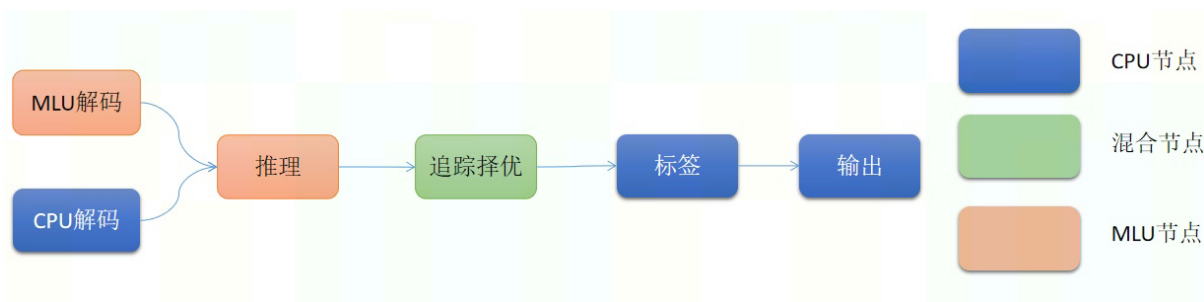 MLU解码
CPU解码
推理
追踪择优
标签
输出
CPU节点
混合节点
MLU节点